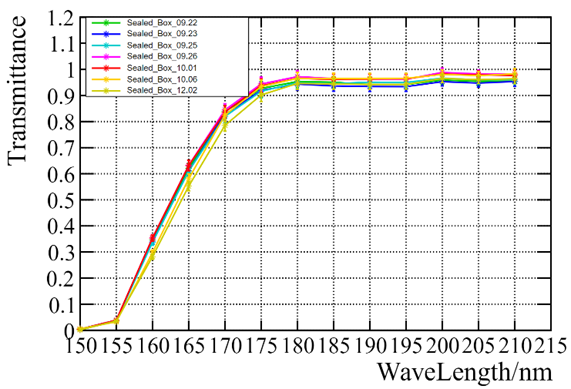 Transmittance
1.2
1.1
1
0.9
0.8
0.7
0.6
0.5
0.4
0.3
0.2
0.1
0
Sealed_Box_09.22
Sealed_Box_09.23
Sealed_Box_09.25
Sealed_Box_09.26
Sealed_Box_10.01
Sealed_Box_10.06
Sealed_Box_12.02
150 155 160 165 170 175 180 185 190 195 200 205 210 215
WaveLength/nm